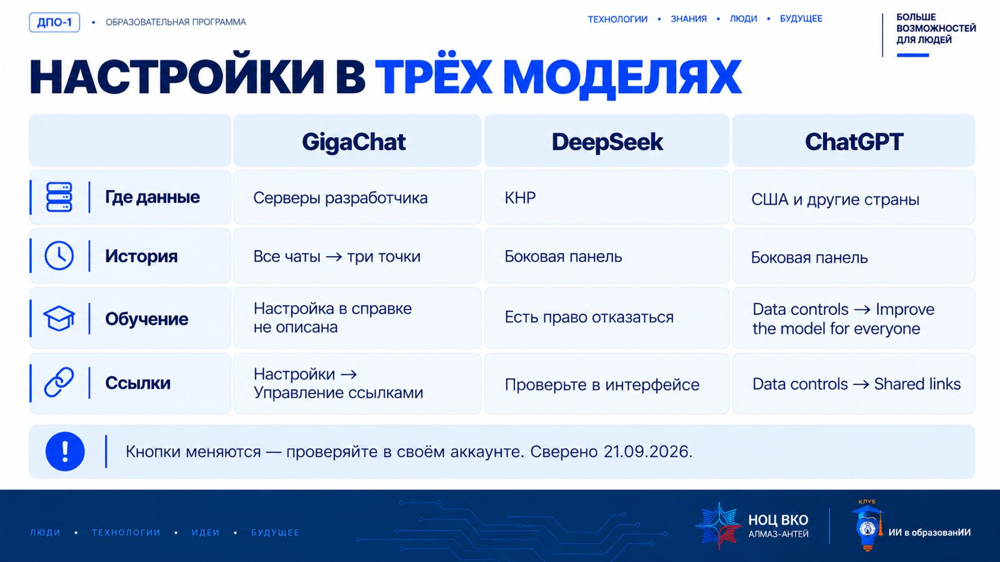 ДПО-1 • ОБРАЗОВАТЕЛЬНАЯ ПРОГРАММА
ТЕХНОЛОГИИ • ЗНАНИЯ • ЛЮДИ • БУДУЩЕЕ
БОЛЬШЕ
ВОЗМОЖНОСТЕЙ
ДЛЯ ЛЮДЕЙ
НАСТРОЙКИ В ТРЁХ МОДЕЛЯХ
GigaChat
DeepSeek
ChatGPT
Где данные
Серверы разработчика
КНР
США и другие страны
История
Все чаты → три точки
Боковая панель
Боковая панель
Обучение
Настройка в справке
не описана
Есть право отказаться
Data controls → Improve
the model for everyone
Ссылки
Настройки →
Управление ссылками
Проверьте в интерфейсе
Data controls → Shared links
! Кнопки меняются — проверяйте в своём аккаунте. Сверено 21.09.2026.
ЛЮДИ • ТЕХНОЛОГИИ • ИДЕИ • БУДУЩЕЕ
НОЦ ВКО
АЛМАЗ-АНТЕЙ
КЛУБ
ИИ в образованИИ